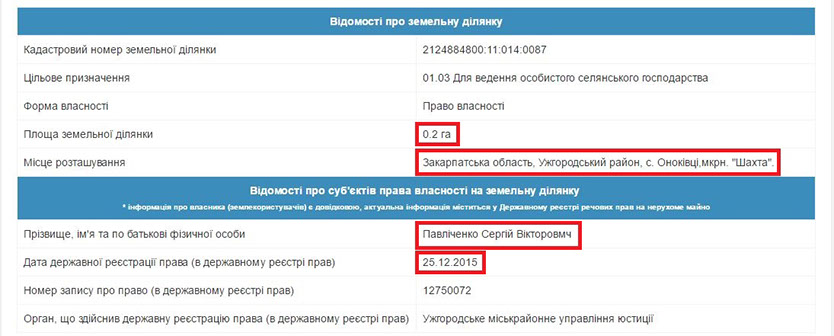 Відомості про земельну ділянку
Кадастровий номер земельної ділянки 2124884800:11:014:0087
Цільове призначення 01.03 Для ведення особистого селянського господарства
Форма власності Право власності
Площа земельної ділянки 0.2 га
Місце розташування Закарпатська область, Ужгородський район, с. Оноківці,мкрн. "Шахта".
Відомості про суб'єктів права власності на земельну ділянку
* інформація про власника (землекористувачів) є довідковою, актуальна інформація міститься у Державному реєстрі речових прав на нерухоме майно
Прізвище, ім'я та по батькові фізичної особи Павліченко Сергій Вікторовмч
Дата державної реєстрації права (в державному реєстрі прав) 25.12.2015
Номер запису про право (в державному реєстрі прав) 12750072
Орган, що здійснив державну реєстрацію права (в державному реєстрі прав) Ужгородське міськрайонне управління юстиції